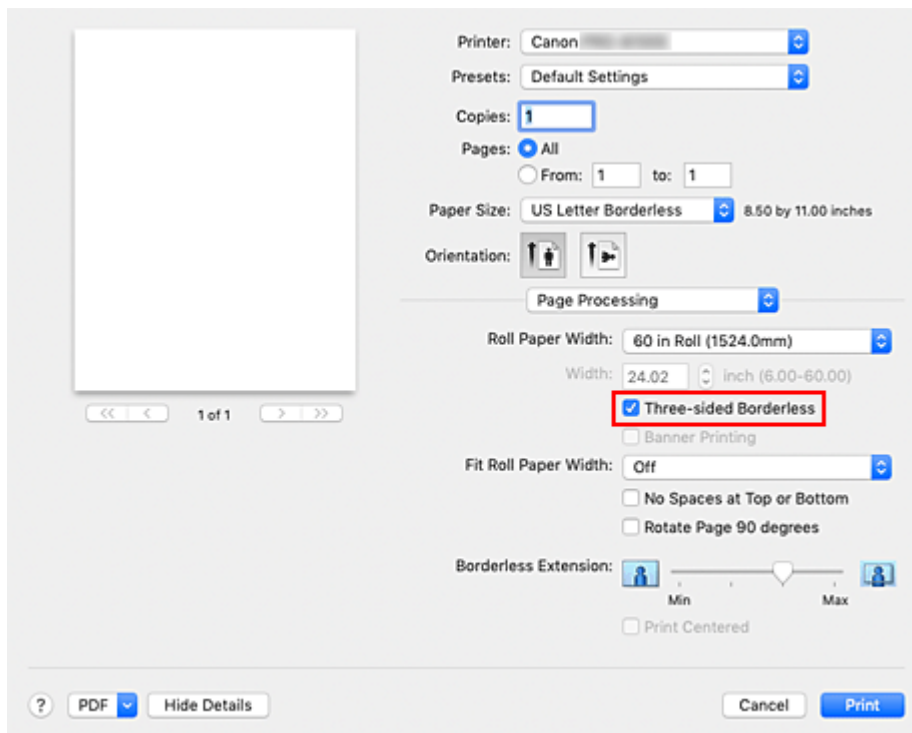 Printer: Canon
Presets: Default Settings
Copies: 1
Pages: All
From: 1 to: 1
Paper Size: US Letter Borderless 8.50 by 11.00 inches
Orientation:
Page Processing
Roll Paper Width: 60 in Roll (1524.0mm)
Width: 24.02 inch (6.00-60.00)
<< < 1 of 1 > >>
Three-sided Borderless
Banner Printing
Fit Roll Paper Width: Off
No Spaces at Top or Bottom
Rotate Page 90 degrees
Borderless Extension:
Min Max
Print Centered
? PDF Hide Details Cancel Print